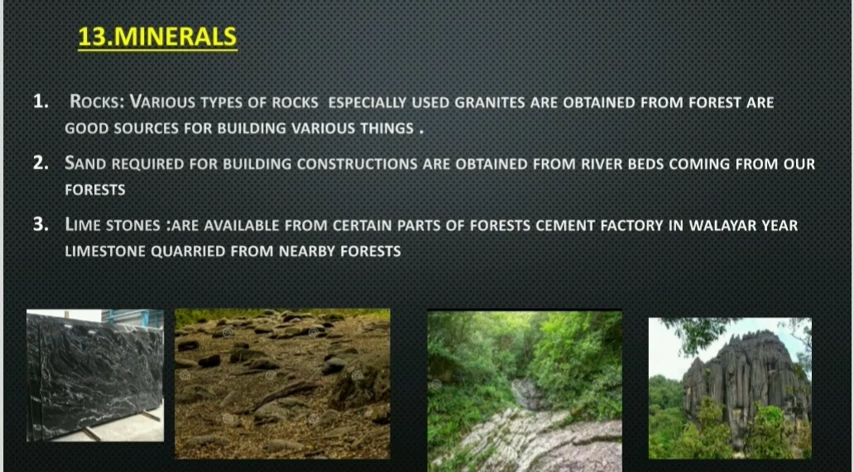 13.MINERALS
1. ROCKS: VARIOUS TYPES OF ROCKS ESPECIALLY USED GRANITES ARE OBTAINED FROM FOREST ARE
GOOD SOURCES FOR BUILDING VARIOUS THINGS .
2. SAND REQUIRED FOR BUILDING CONSTRUCTIONS ARE OBTAINED FROM RIVER BEDS COMING FROM OUR
FORESTS
3. LIME STONES :ARE AVAILABLE FROM CERTAIN PARTS OF FORESTS CEMENT FACTORY IN WALAYAR YEAR
LIMESTONE QUARRIED FROM NEARBY FORESTS